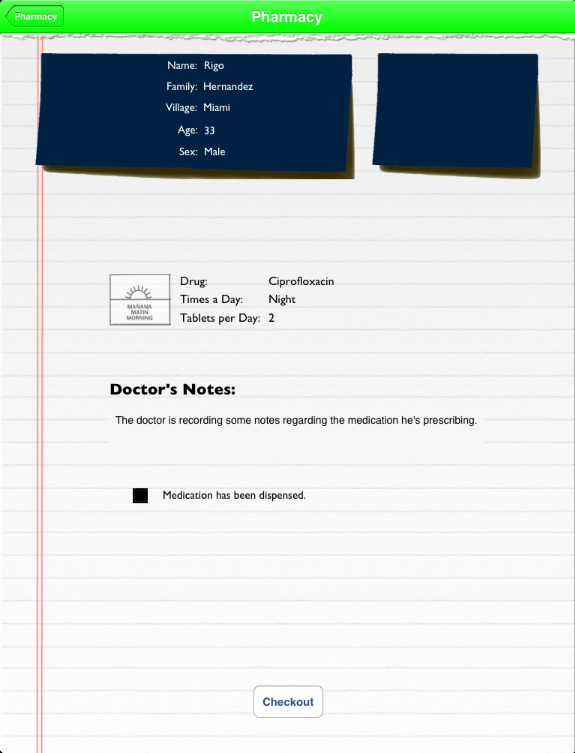 Pharmacy
Pharmacy
Name: Rigo
Family: Hernandez
Village: Miami
Age: 33
Sex: Male
MAÑANA
MATIN
MORNING
Drug: Ciprofloxacin
Times a Day: Night
Tablets per Day: 2
Doctor's Notes:
The doctor is recording some notes regarding the medication he's prescribing.
Medication has been dispensed.
Checkout